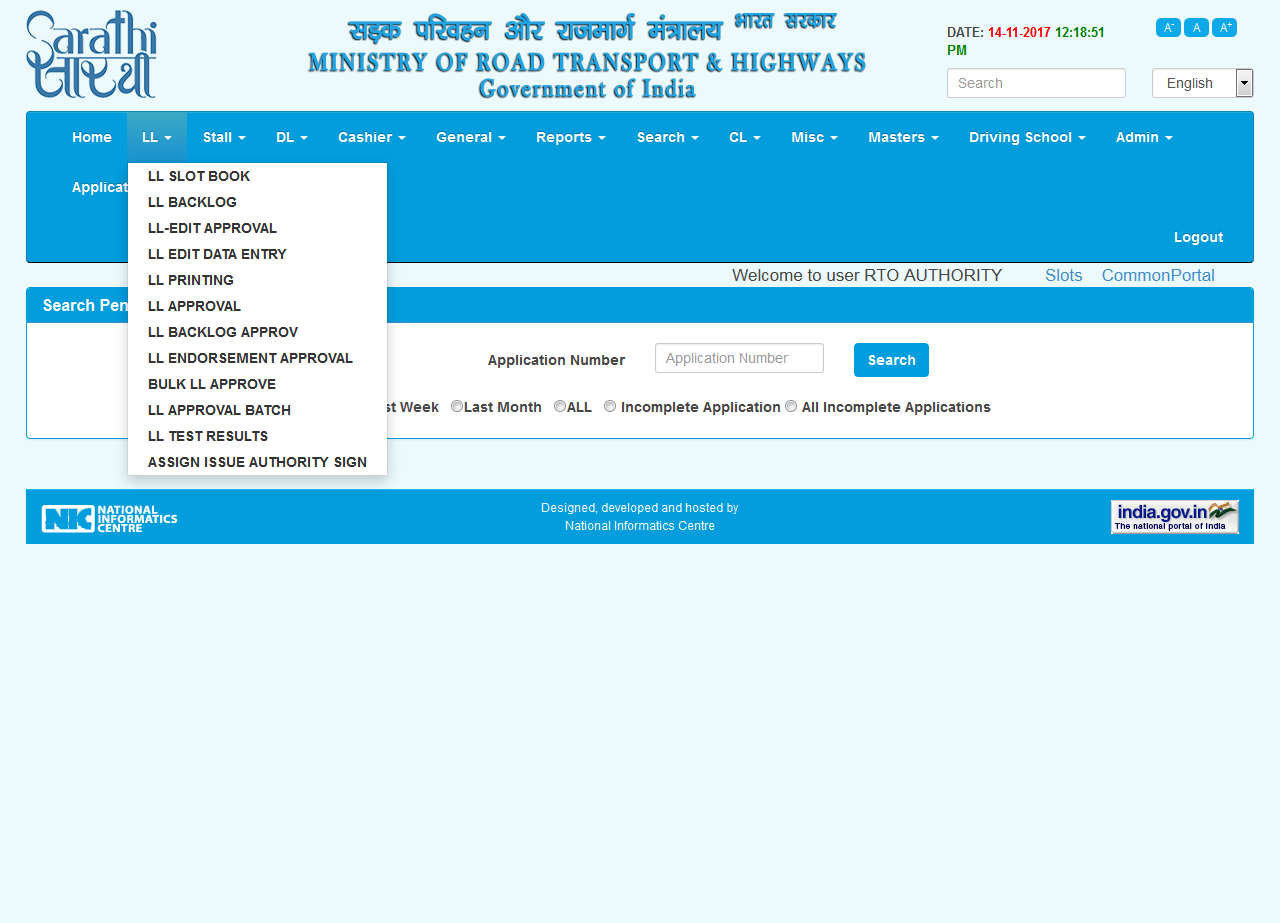 Sarathi
सारथी
सड़क परिवहन और राजमार्ग मंत्रालय भारत सरकार
MINISTRY OF ROAD TRANSPORT & HIGHWAYS
Government of India
DATE: 14-11-2017 12:18:51
PM
A- A A+
Search
English
Home LL Stall DL Cashier General Reports Search CL Misc Masters Driving School Admin
Applicat
LL SLOT BOOK
LL BACKLOG
LL-EDIT APPROVAL
LL EDIT DATA ENTRY
LL PRINTING
LL APPROVAL
LL BACKLOG APPROV
LL ENDORSEMENT APPROVAL
BULK LL APPROVE
LL APPROVAL BATCH
LL TEST RESULTS
ASSIGN ISSUE AUTHORITY SIGN
Logout
Welcome to user RTO AUTHORITY Slots CommonPortal
Search Pen
Application Number Application Number Search
st Week Last Month ALL Incomplete Application All Incomplete Applications
NIC NATIONAL
INFORMATICS
CENTRE
Designed, developed and hosted by
National Informatics Centre
india.gov.in
The national portal of India